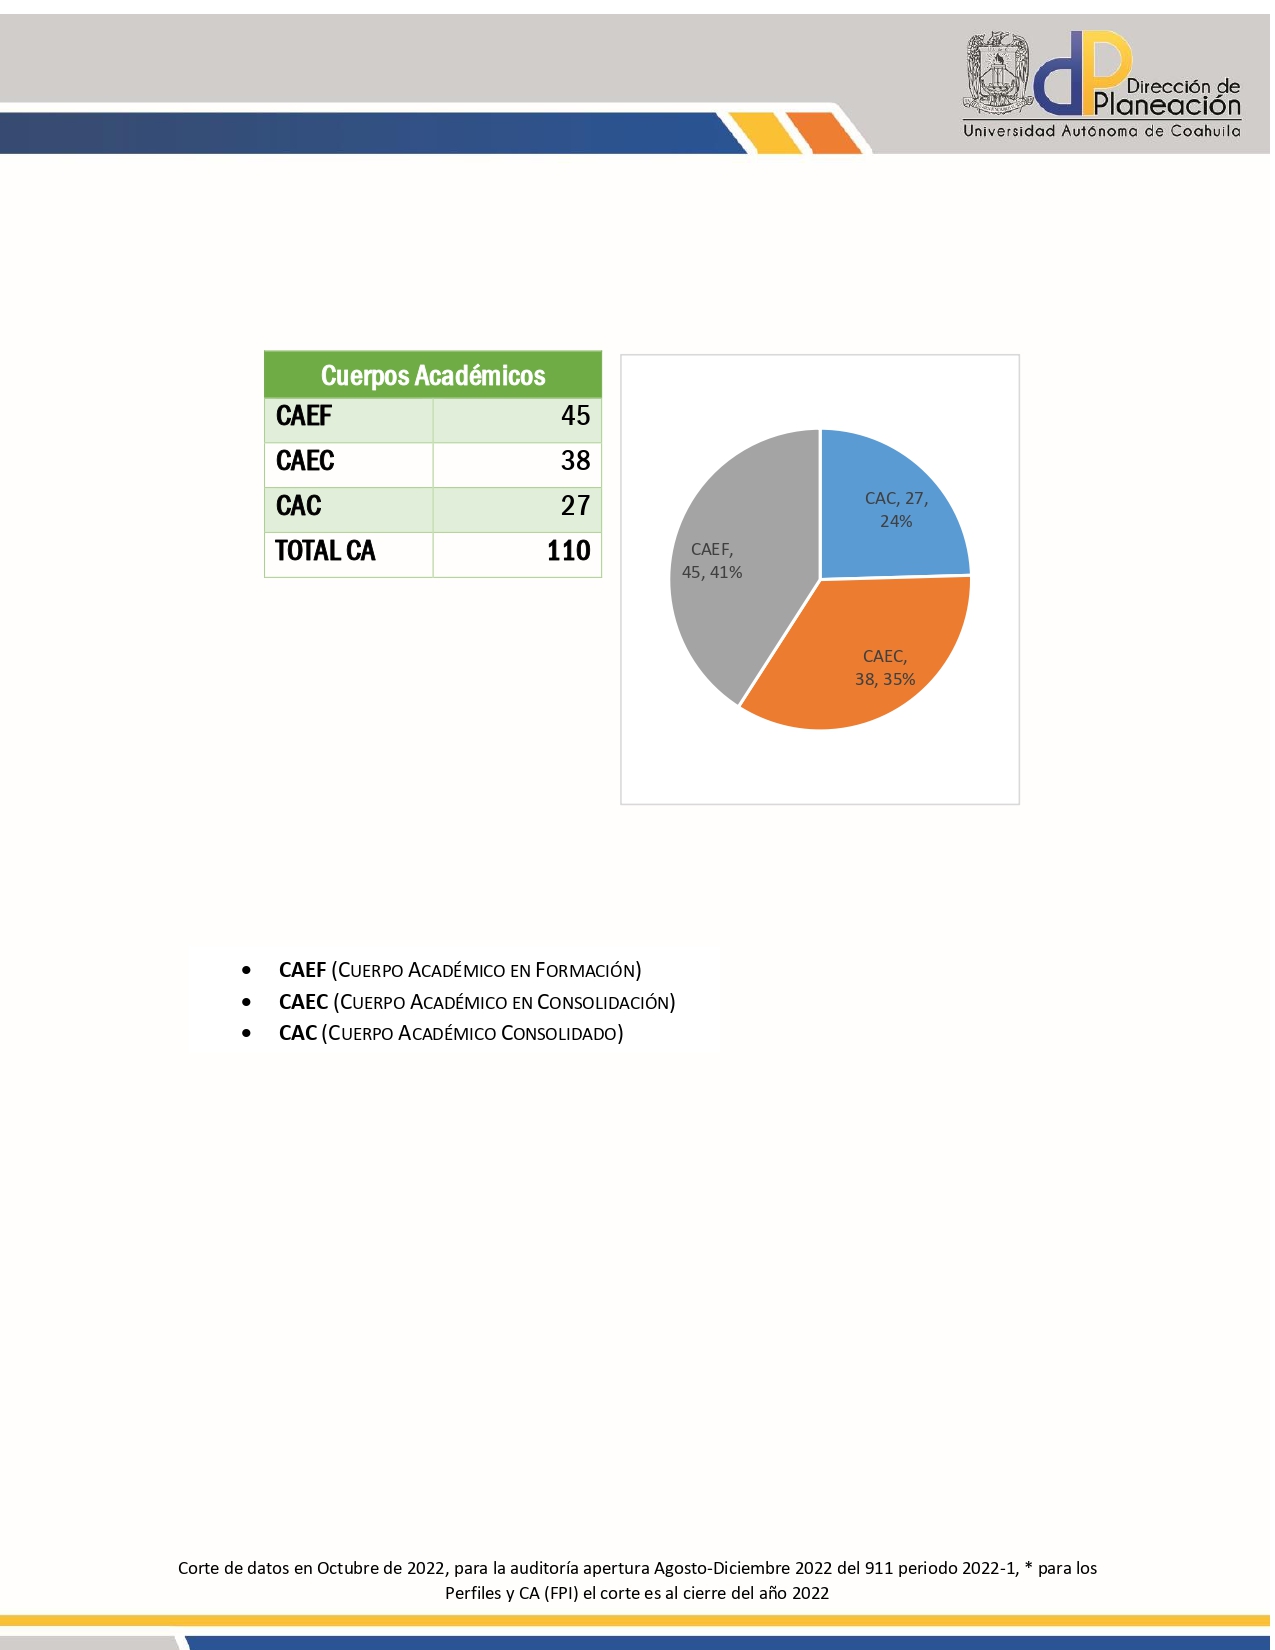 Dirección de
Planeación
Universidad Autónoma de Coahuila
Cuerpos Académicos
CAEF 45
CAEC 38
CAC 27
TOTAL CA 110
CAC, 27,
24%
CAEF,
45, 41%
CAEC,
38, 35%
• CAEF (CUERPO ACADÉMICO EN FORMACIÓN)
• CAEC (CUERPO ACADÉMICO EN CONSOLIDACIÓN)
• CAC (CUERPO ACADÉMICO CONSOLIDADO)
Corte de datos en Octubre de 2022, para la auditoría apertura Agosto-Diciembre 2022 del 911 periodo 2022-1, * para los
Perfiles y CA (FPI) el corte es al cierre del año 2022